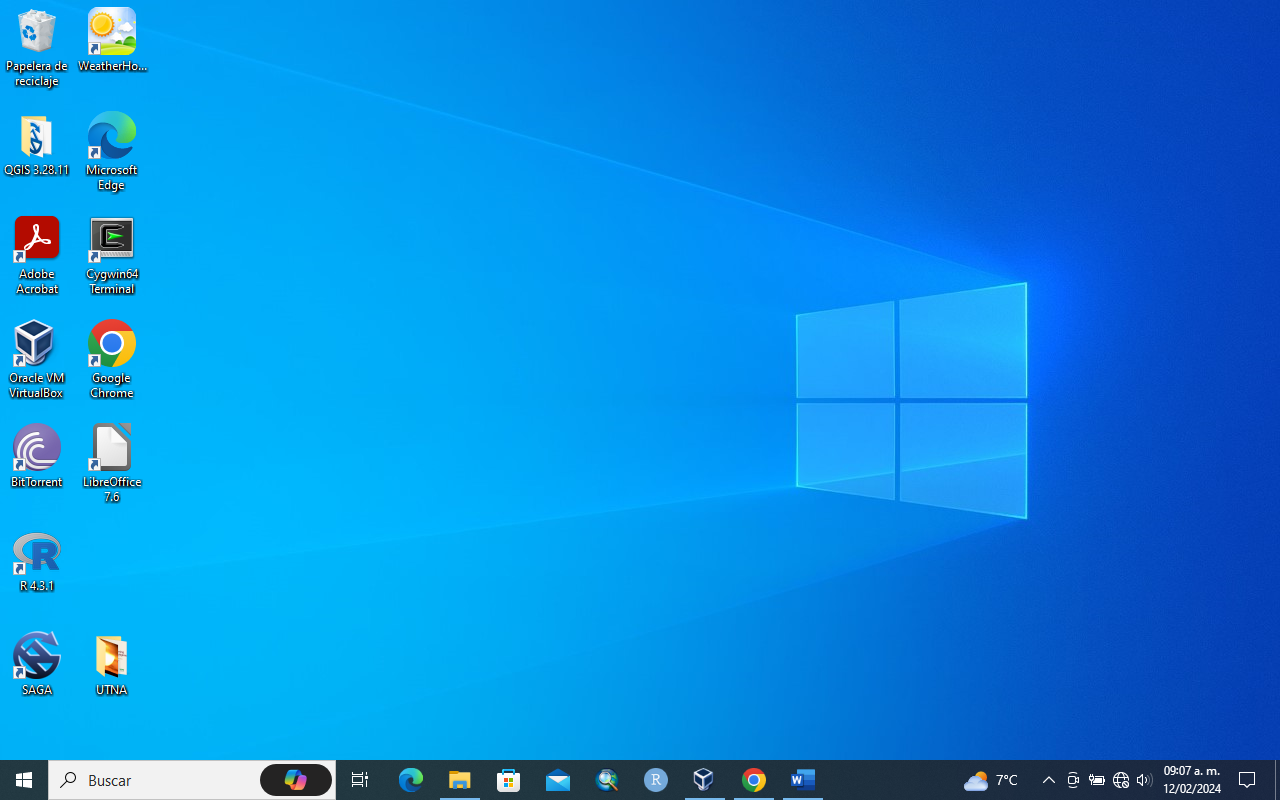 Papelera de
reciclaje
WeatherHo...
QGIS 3.28.11
Microsoft
Edge
Adobe
Acrobat
Cygwin64
Terminal
Oracle VM
VirtualBox
Google
Chrome
BitTorrent
LibreOffice
7.6
R 4.3.1
SAGA
UTNA
Buscar
7°C
09:07 a. m.
12/02/2024